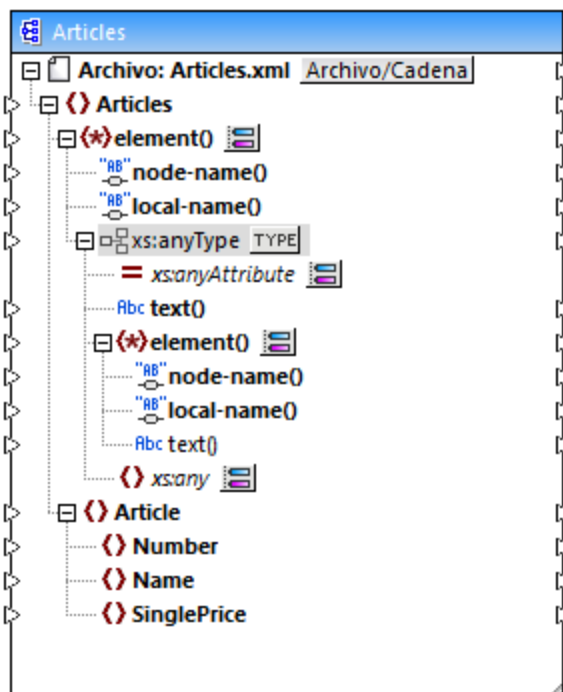 Articles
Archivo: Articles.xml Archivo/Cadena
Articles
element()
"AB" node-name()
"AB" local-name()
xs:anyType TYPE
xs:anyAttribute
Abc text()
element()
"AB" node-name()
"AB" local-name()
Abc text()
xs:any
Article
Number
Name
SinglePrice